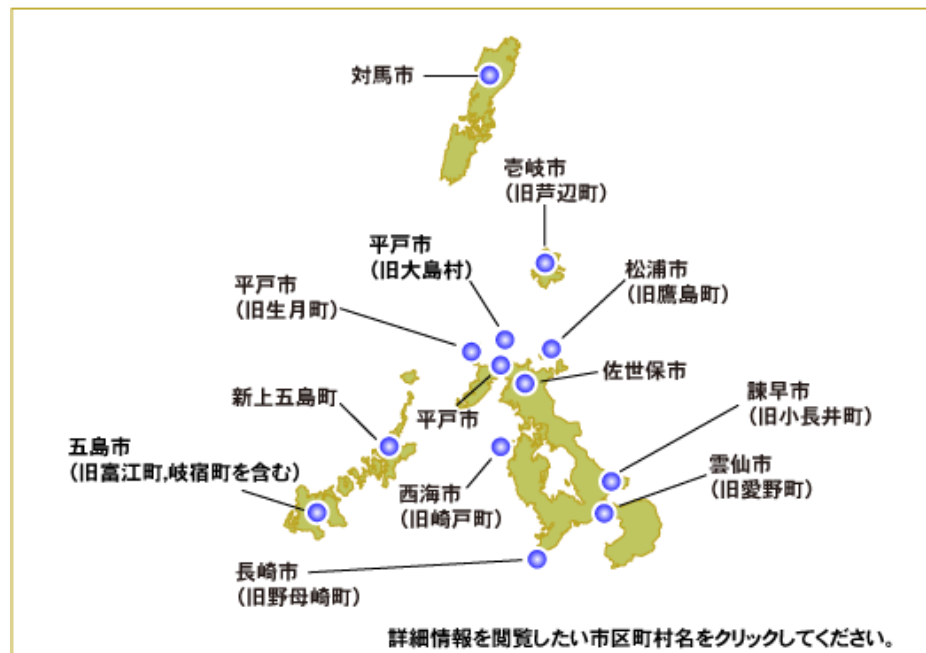 対馬市
壱岐市
(旧芦辺町)
平戸市
(旧大島村)
松浦市
(旧鷹島町)
平戸市
(旧生月町)
佐世保市
新上五島町
平戸市
諫早市
(旧小長井町)
五島市
(旧富江町,岐宿町を含む)
雲仙市
(旧愛野町)
西海市
(旧崎戸町)
長崎市
(旧野母崎町)
詳細情報を閲覧したい市区町村名をクリックしてください。